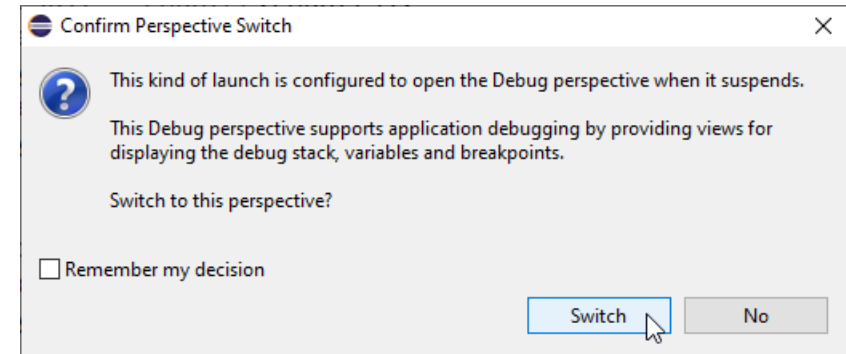 Confirm Perspective Switch
This kind of launch is configured to open the Debug perspective when it suspends.
This Debug perspective supports application debugging by providing views for
displaying the debug stack, variables and breakpoints.
Switch to this perspective?
Remember my decision
Switch
No